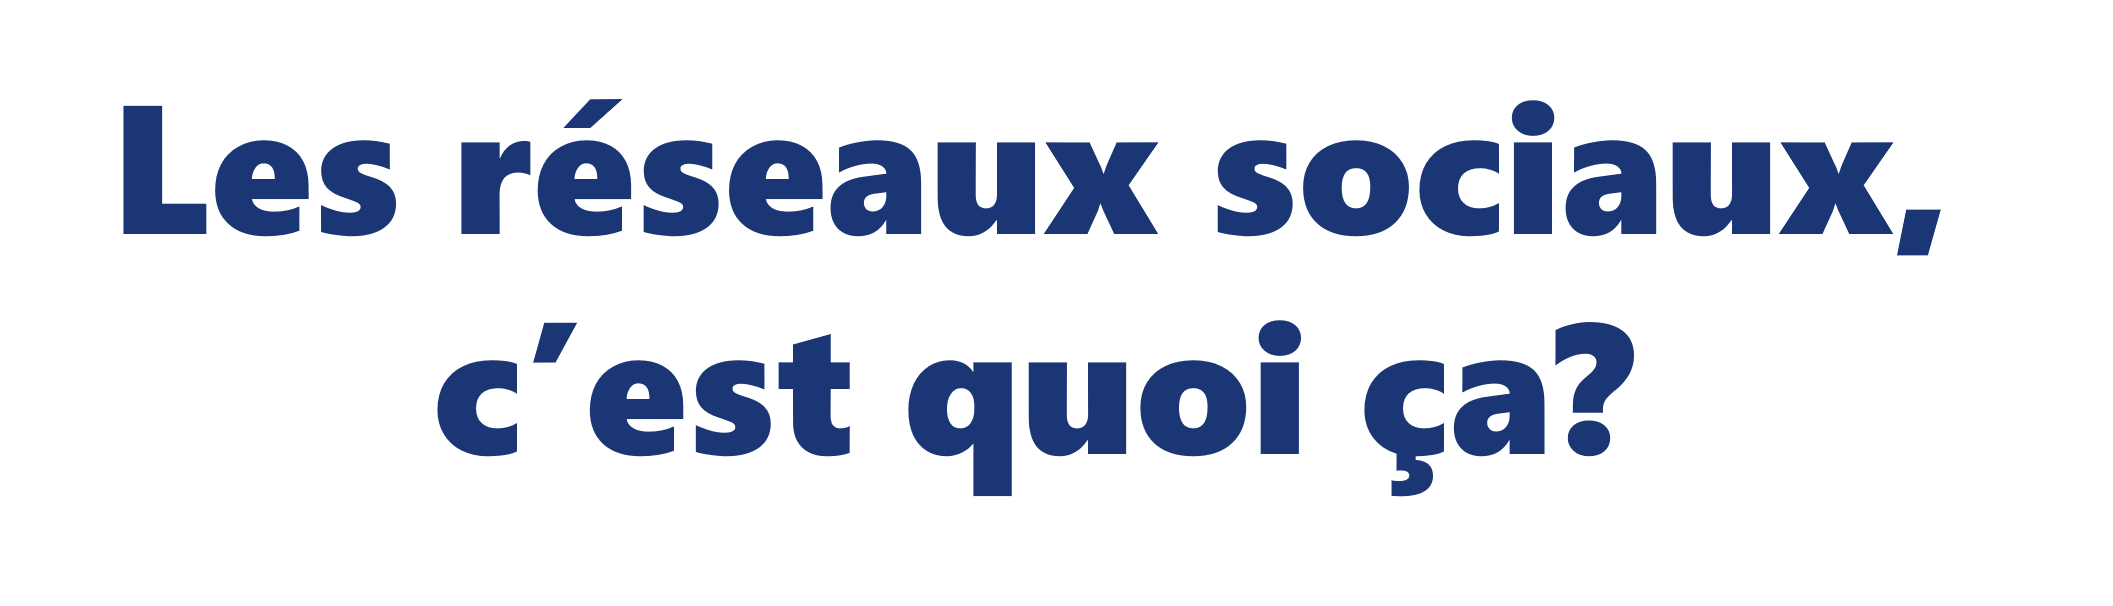 Les réseaux sociaux,
c’est quoi ça?